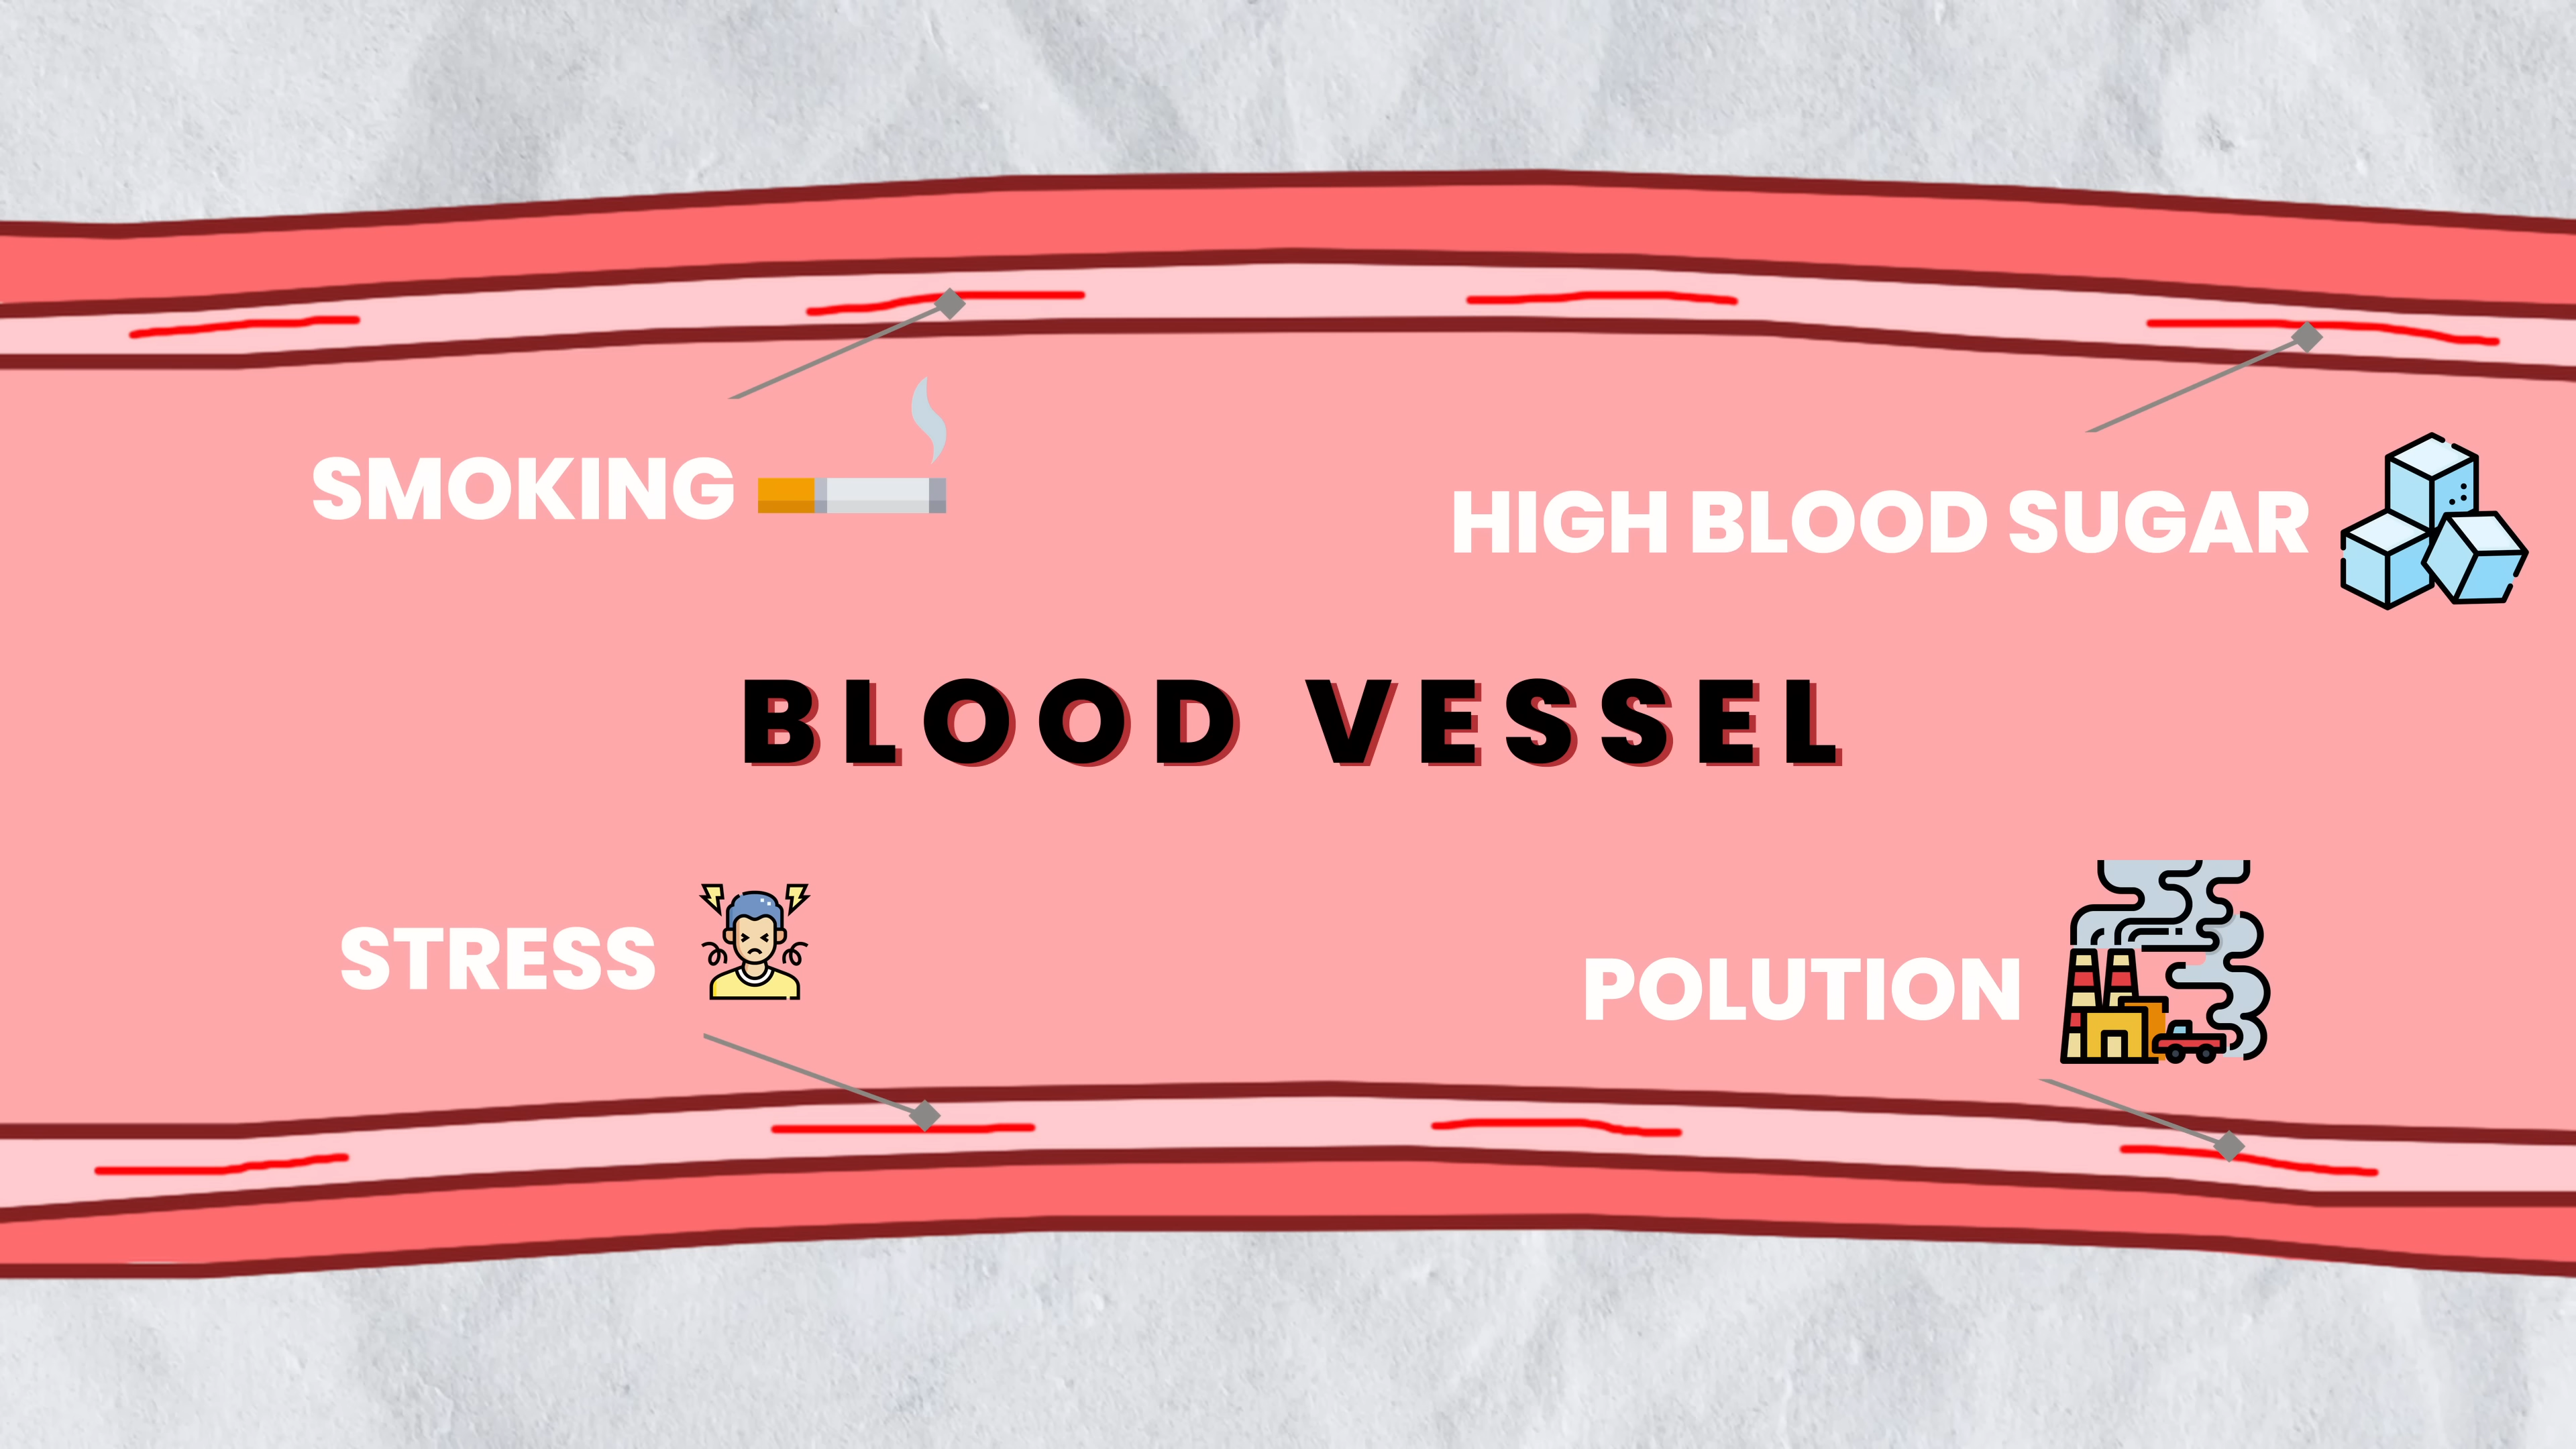 SMOKING
HIGH BLOOD SUGAR
BLOOD VESSEL
STRESS
POLUTION